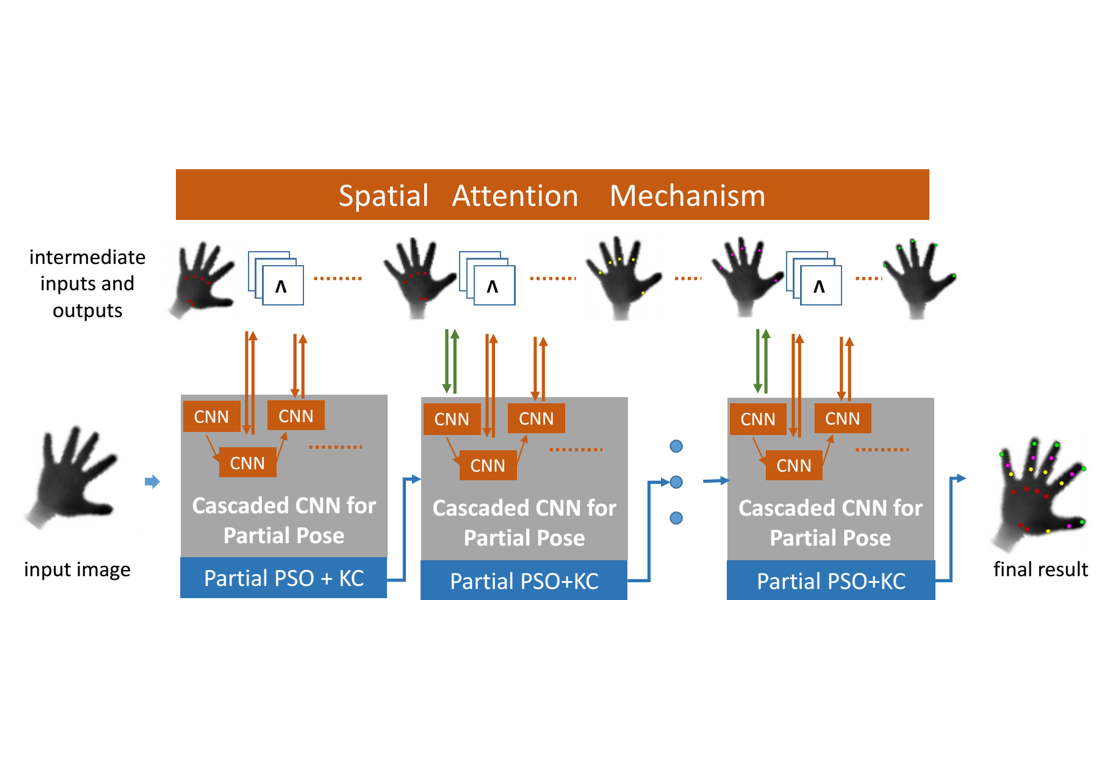 Spatial Attention Mechanism
intermediate
inputs and
outputs
Λ
Λ
Λ
CNN
CNN
CNN
Cascaded CNN for
Partial Pose
Partial PSO + KC
CNN
CNN
CNN
Cascaded CNN for
Partial Pose
Partial PSO+KC
CNN
CNN
CNN
Cascaded CNN for
Partial Pose
Partial PSO+KC
input image
final result